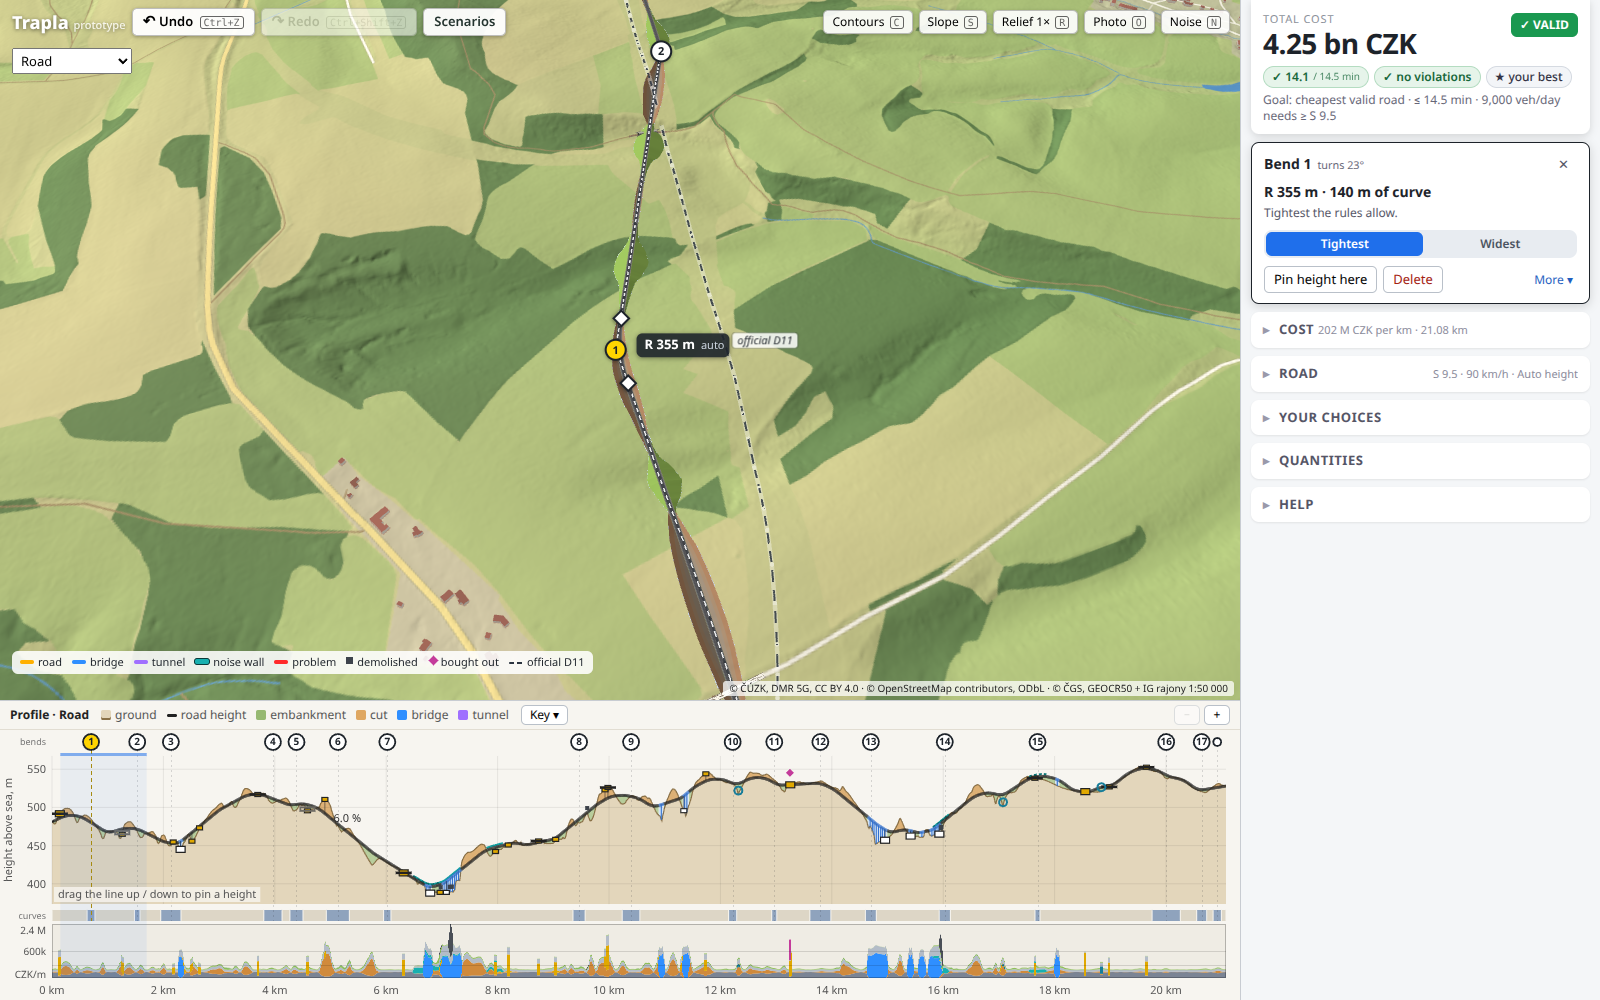 Trapla prototype
↶ Undo Ctrl+Z
Redo Ctrl+Shift+Z
Scenarios
Contours C
Slope S
Relief 1× R
Photo O
Noise N
Road
2
1
R 355 m auto
official D11
road bridge tunnel noise wall problem demolished bought out official D11
© ČÚZK, DMR 5G, CC BY 4.0 · © OpenStreetMap contributors, ODbL · © ČGS, GEOCR50 + IG rajony 1:50 000
TOTAL COST
4.25 bn CZK
✓ VALID
✓ 14.1 / 14.5 min
✓ no violations
★ your best
Goal: cheapest valid road · ≤ 14.5 min · 9,000 veh/day
needs ≥ S 9.5
Bend 1 turns 23°
✕
R 355 m · 140 m of curve
Tightest the rules allow.
Tightest
Widest
Pin height here
Delete
More ▾
▶ COST 202 M CZK per km · 21.08 km
▶ ROAD S 9.5 · 90 km/h · Auto height
▶ YOUR CHOICES
▶ QUANTITIES
▶ HELP
Profile · Road ground road height embankment cut bridge tunnel Key ▾
− +
bends 1 2 3 4 5 6 7 8 9 10 11 12 13 14 15 16 17
height above sea, m
550
500
450
400
6.0 %
drag the line up / down to pin a height
curves
2.4 M
600k
CZK/m
0 km 2 km 4 km 6 km 8 km 10 km 12 km 14 km 16 km 18 km 20 km